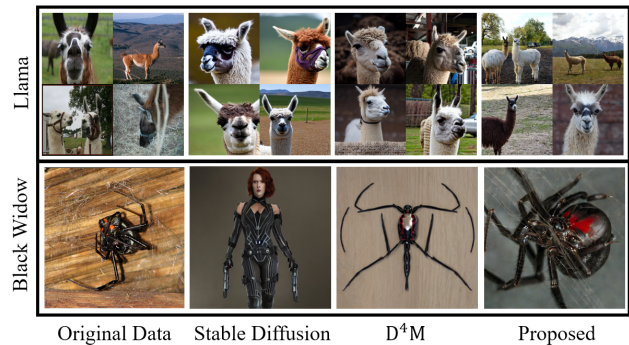 Llama
Black Widow
Original Data
Stable Diffusion
D⁴M
Proposed